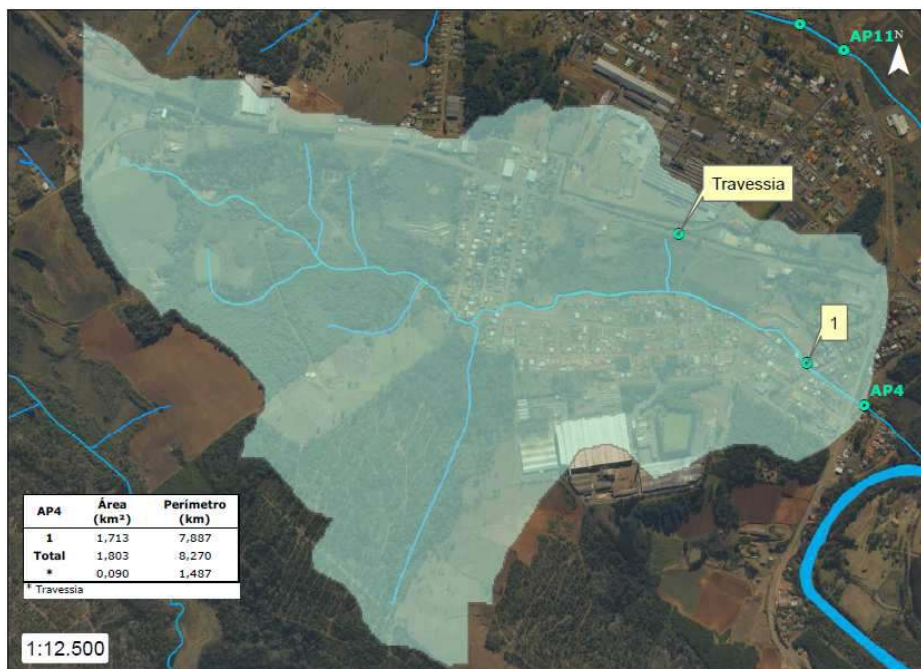 AP11
N
Travessia
1
AP4
AP4 Área (km²) Perímetro (km)
1 1,713 7,887
Total 1,803 8,270
* 0,090 1,487
* Travessia
1:12.500